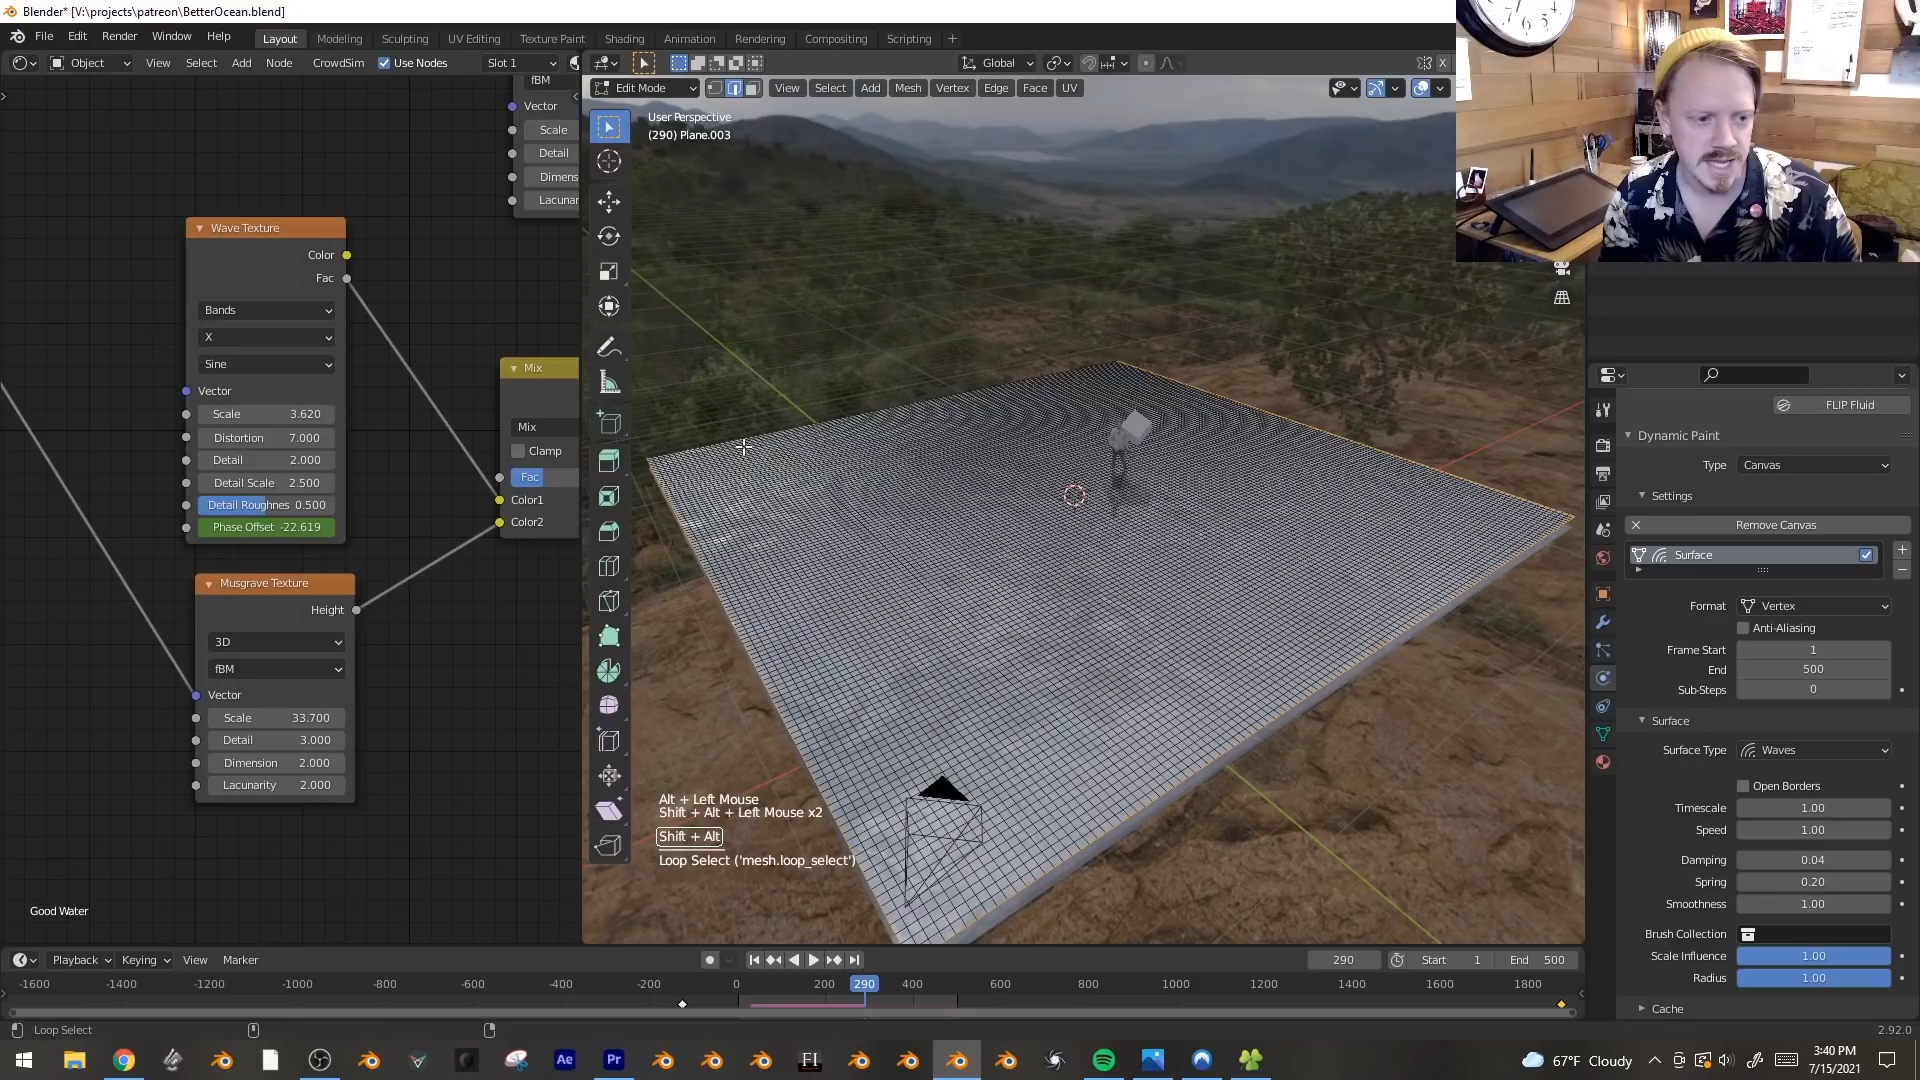 Blender* [V:\projects\patreon\BetterOcean.blend]
File Edit Render Window Help Layout Modeling Sculpting UV Editing Texture Paint Shading Animation Rendering Compositing Scripting
Object View Select Add Node CrowdSim Use Nodes Slot 1
Global
Edit Mode View Select Add Mesh Vertex Edge Face UV
User Perspective
(290) Plane.003
fBM
Vector
Scale
Detail
Dimens
Lacunar
Wave Texture
Color
Fac
Bands
X
Sine
Vector
Scale 3.620
Distortion 7.000
Detail 2.000
Detail Scale 2.500
Detail Roughnes 0.500
Phase Offset -22.619
Mix
Mix
Clamp
Fac
Color1
Color2
Musgrave Texture
Height
3D
fBM
Vector
Scale 33.700
Detail 3.000
Dimension 2.000
Lacunarity 2.000
Good Water
Alt + Left Mouse
Shift + Alt + Left Mouse x2
Shift + Alt
Loop Select ('mesh.loop_select')
FLIP Fluid
Dynamic Paint
Type Canvas
Settings
Remove Canvas
Surface
Format Vertex
Anti-Aliasing
Frame Start 1
End 500
Sub-Steps 0
Surface
Surface Type Waves
Open Borders
Timescale 1.00
Speed 1.00
Damping 0.04
Spring 0.20
Smoothness 1.00
Brush Collection
Scale Influence 1.00
Radius 1.00
Cache
Playback Keying View Marker 290 Start 1 End 500
-1600 -1400 -1200 -1000 -800 -600 -400 -200 0 200 290 400 600 800 1000 1200 1400 1600 1800
Loop Select 2.92.0
Ae Pr FI 67°F Cloudy 3:40 PM
7/15/2021